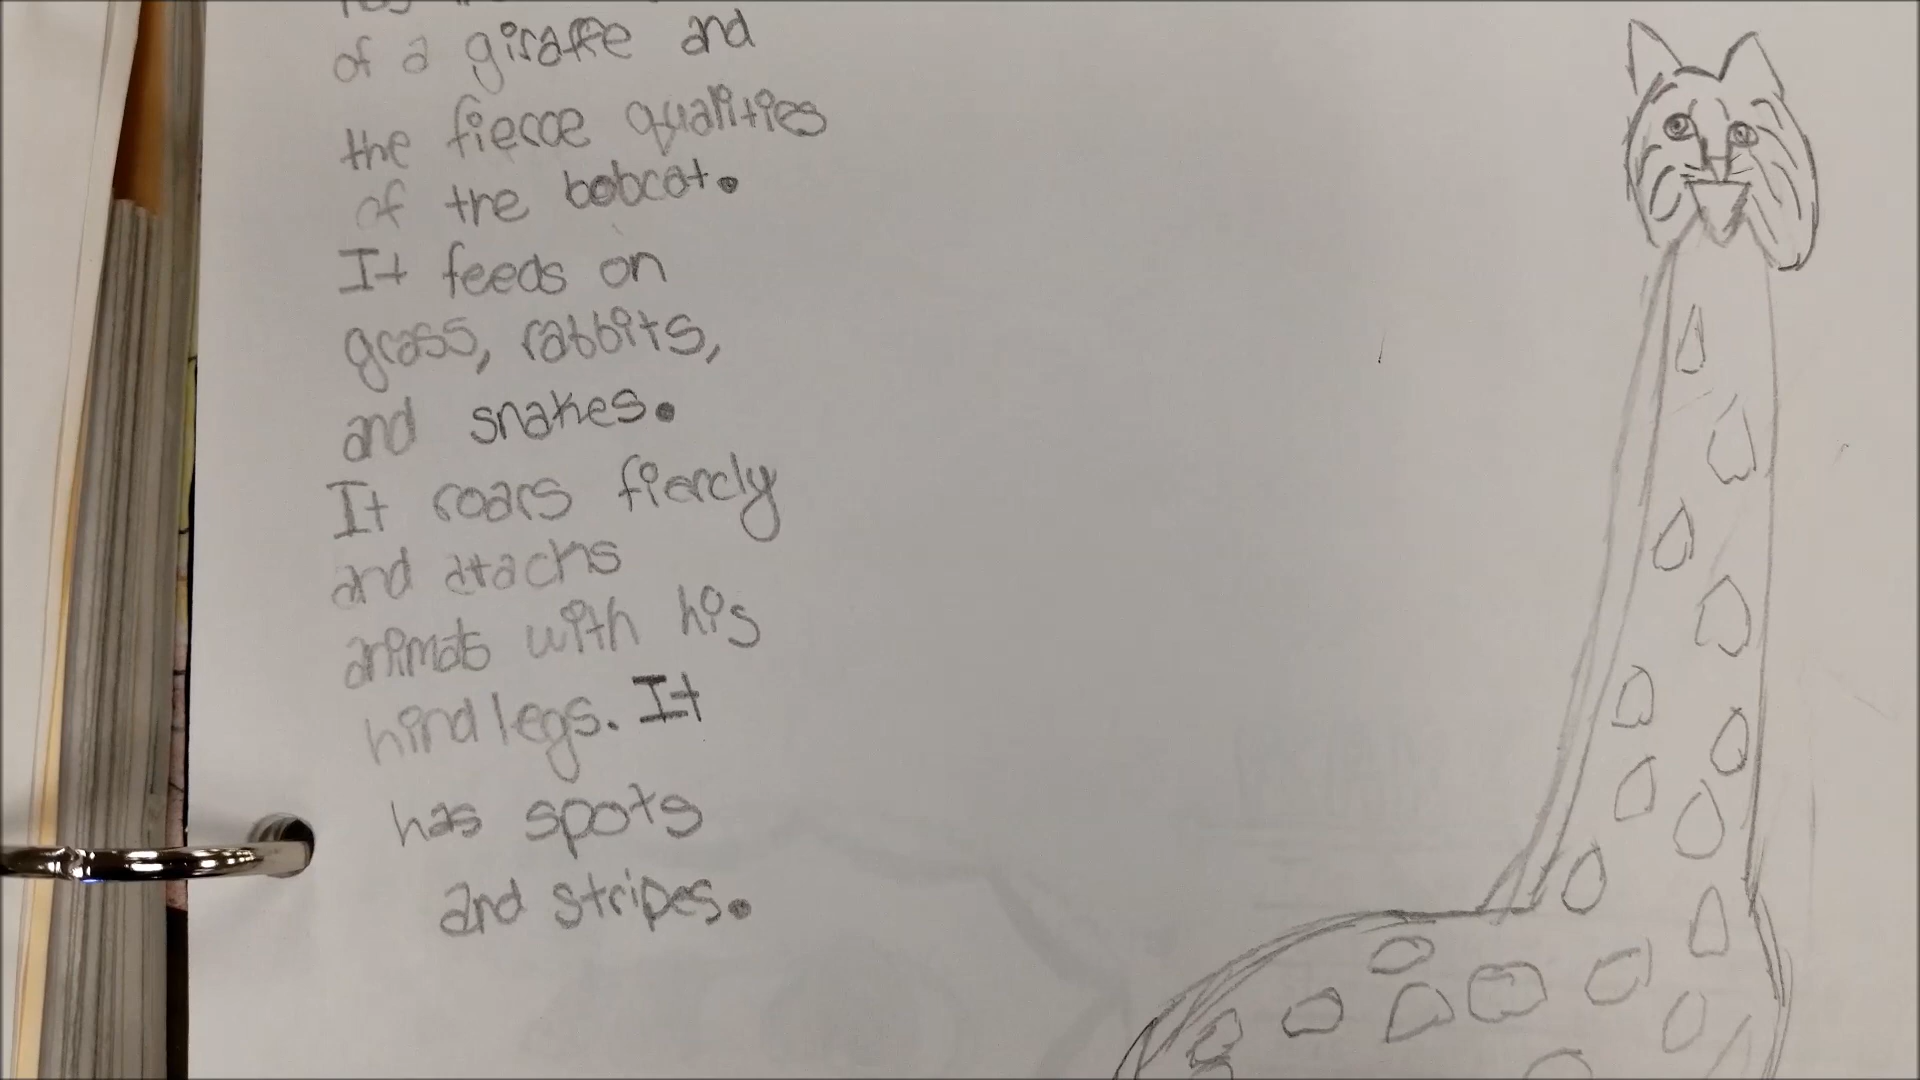 of a giraffe and
the fierce qualities
of the bobcat.
It feeds on
grass, rabbits,
and snakes.
It roars fiercly
and atacks
animals with his
hind legs. It
has spots
and stripes.